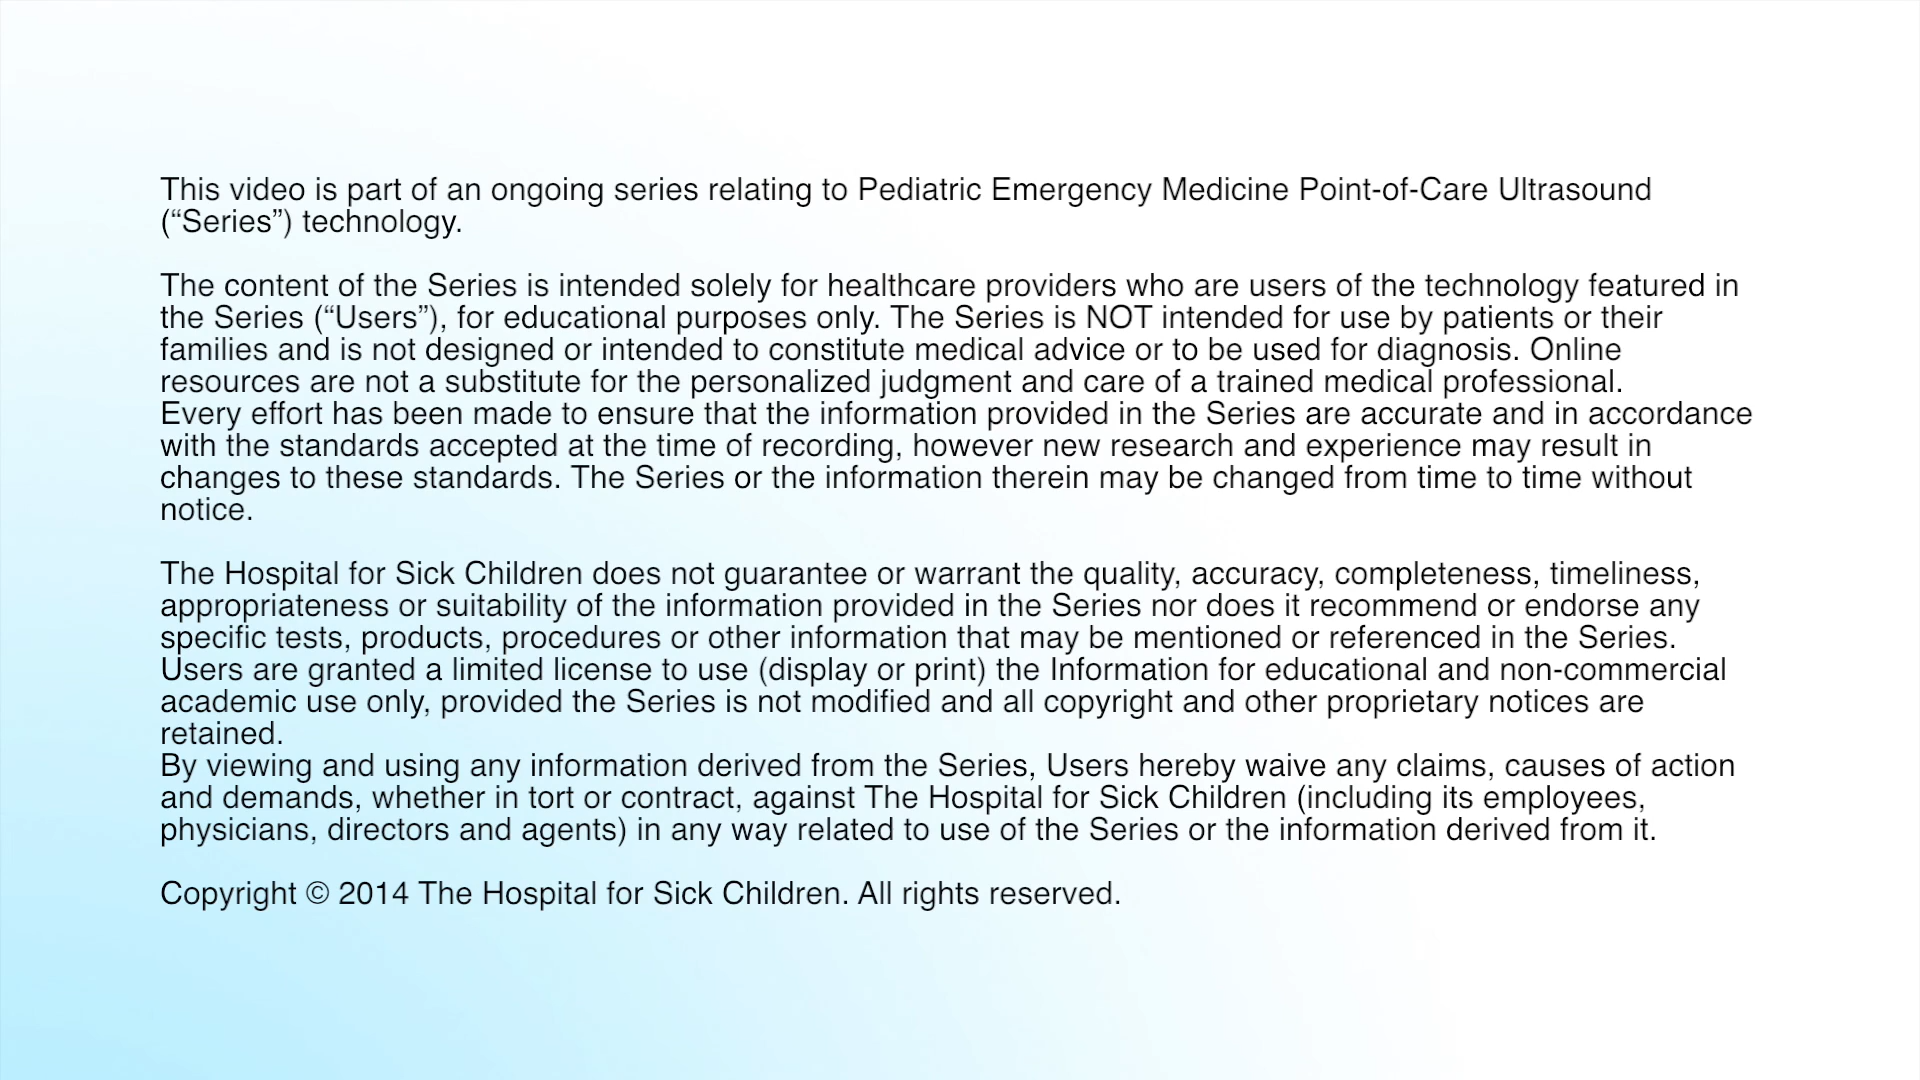 This video is part of an ongoing series relating to Pediatric Emergency Medicine Point-of-Care Ultrasound
(“Series”) technology.
The content of the Series is intended solely for healthcare providers who are users of the technology featured in
the Series (“Users”), for educational purposes only. The Series is NOT intended for use by patients or their
families and is not designed or intended to constitute medical advice or to be used for diagnosis. Online
resources are not a substitute for the personalized judgment and care of a trained medical professional.
Every effort has been made to ensure that the information provided in the Series are accurate and in accordance
with the standards accepted at the time of recording, however new research and experience may result in
changes to these standards. The Series or the information therein may be changed from time to time without
notice.
The Hospital for Sick Children does not guarantee or warrant the quality, accuracy, completeness, timeliness,
appropriateness or suitability of the information provided in the Series nor does it recommend or endorse any
specific tests, products, procedures or other information that may be mentioned or referenced in the Series.
Users are granted a limited license to use (display or print) the Information for educational and non-commercial
academic use only, provided the Series is not modified and all copyright and other proprietary notices are
retained.
By viewing and using any information derived from the Series, Users hereby waive any claims, causes of action
and demands, whether in tort or contract, against The Hospital for Sick Children (including its employees,
physicians, directors and agents) in any way related to use of the Series or the information derived from it.
Copyright © 2014 The Hospital for Sick Children. All rights reserved.